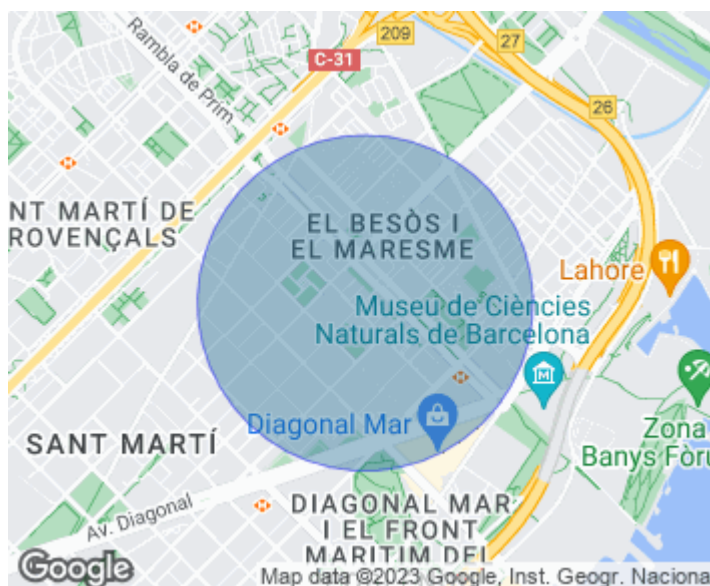 Rambla de Prim
209
27
C-31
26
NT MARTÍ DE
ROVENÇALS
EL BESÒS I
EL MARESME
Lahore
Museu de Ciències
Naturals de Barcelona
Diagonal Mar
SANT MARTÍ
Zona
Banys Fòru
Av. Diagonal
DIAGONAL MAR
I EL FRONT
MARÍTIM DEL
Google
Map data ©2023 Google, Inst. Geogr. Naciona